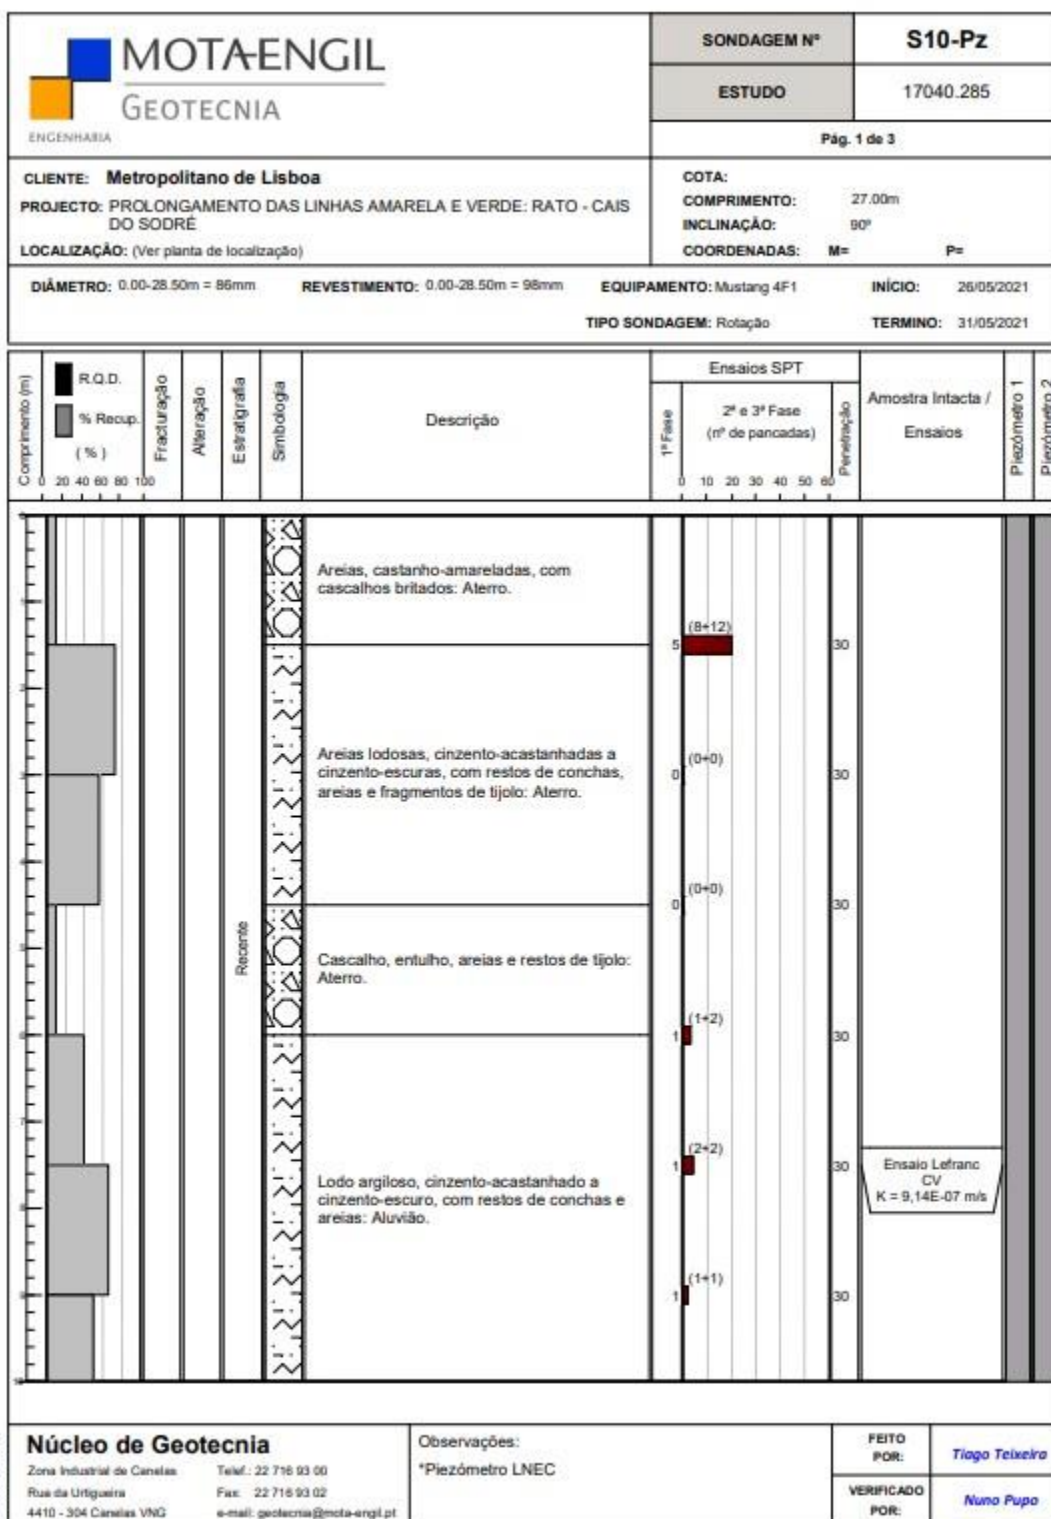 MOTA-ENGIL
GEOTECNIA
ENGENHARIA
SONDAGEM Nº
S10-Pz
ESTUDO
17040.285
Pág. 1 de 3
CLIENTE: Metropolitano de Lisboa
PROJECTO: PROLONGAMENTO DAS LINHAS AMARELA E VERDE: RATO - CAIS
DO SODRÉ
LOCALIZAÇÃO: (Ver planta de localização)
COTA:
COMPRIMENTO: 27.00m
INCLINAÇÃO: 90º
COORDENADAS: M= P=
DIÂMETRO: 0.00-28.50m = 86mm REVESTIMENTO: 0.00-28.50m = 98mm EQUIPAMENTO: Mustang 4F1 INÍCIO: 26/05/2021
TIPO SONDAGEM: Rotação TERMINO: 31/05/2021
Comprimento (m)
R.Q.D.
% Recup.
( % )
0 20 40 60 80 100
Fracturação
Alteração
Estratigrafia
Simbologia
Descrição
Ensaios SPT
1ª Fase
2ª e 3ª Fase
(nº de pancadas)
0 10 20 30 40 50 60
Penetração
Amostra Intacta /
Ensaios
Piezómetro 1
Piezómetro 2
0
1
2
3
4
5
6
7
8
9
10
Recente
Areias, castanho-amareladas, com
cascalhos britados: Aterro.
(8+12)
5 30
Areias lodosas, cinzento-acastanhadas a
cinzento-escuras, com restos de conchas,
areias e fragmentos de tijolo: Aterro.
(0+0)
0 30
(0+0)
0 30
Cascalho, entulho, areias e restos de tijolo:
Aterro.
(1+2)
1 30
(2+2)
1 30
Ensaio Lefranc
CV
K = 9,14E-07 m/s
Lodo argiloso, cinzento-acastanhado a
cinzento-escuro, com restos de conchas e
areias: Aluvião.
(1+1)
1 30
Núcleo de Geotecnia
Zona Industrial de Canelas Telef.: 22 716 93 00
Rua da Urtigueira Fax: 22 716 93 02
4410 - 304 Canelas VNG e-mail: geotecnia@mota-engil.pt
Observações:
*Piezómetro LNEC
FEITO
POR:
Tiago Teixeira
VERIFICADO
POR:
Nuno Pupo